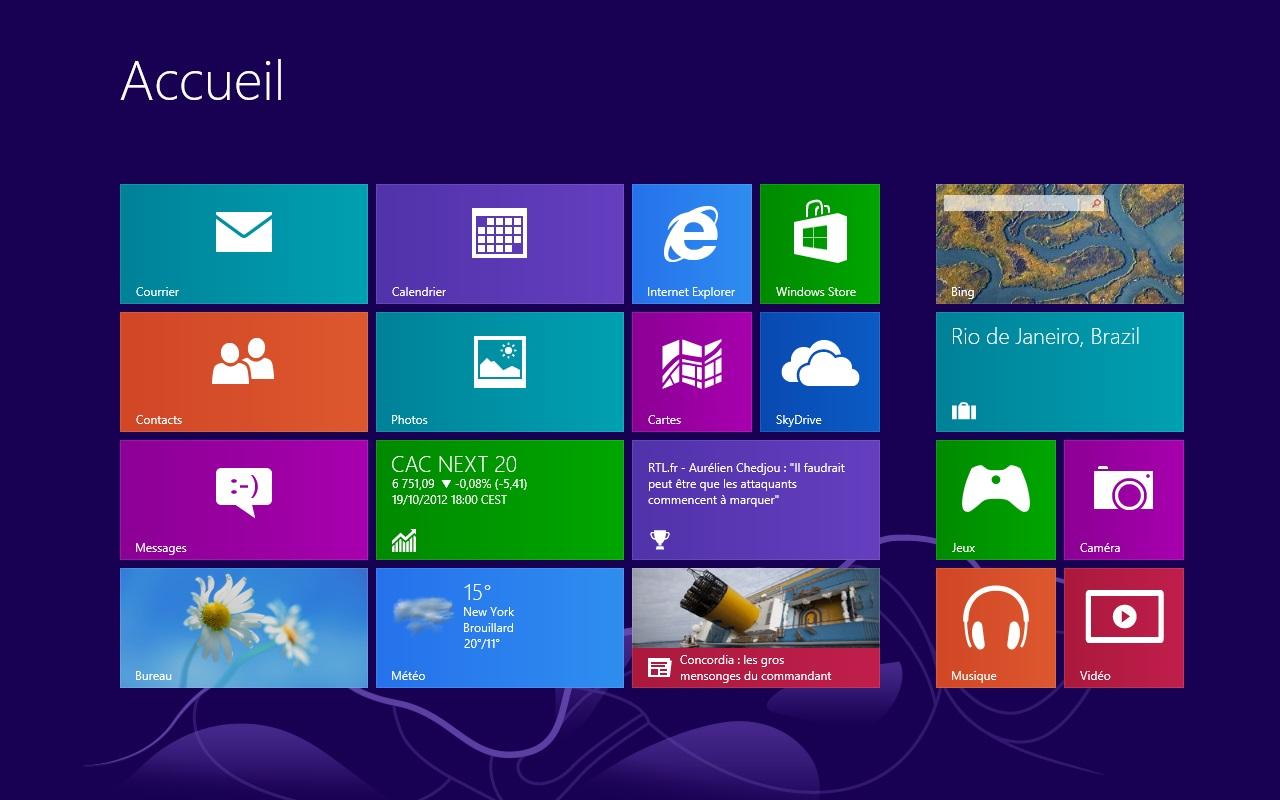 Accueil
Courrier
Calendrier
Internet Explorer
Windows Store
Bing
Contacts
Photos
Cartes
SkyDrive
Rio de Janeiro, Brazil
Messages
CAC NEXT 20
6 751,09 ▼ -0,08% (-5,41)
19/10/2012 18:00 CEST
RTL.fr - Aurélien Chedjou : "Il faudrait
peut être que les attaquants
commencent à marquer"
Jeux
Caméra
Bureau
15°
New York
Brouillard
20°/11°
Météo
Concordia : les gros
mensonges du commandant
Musique
Vidéo